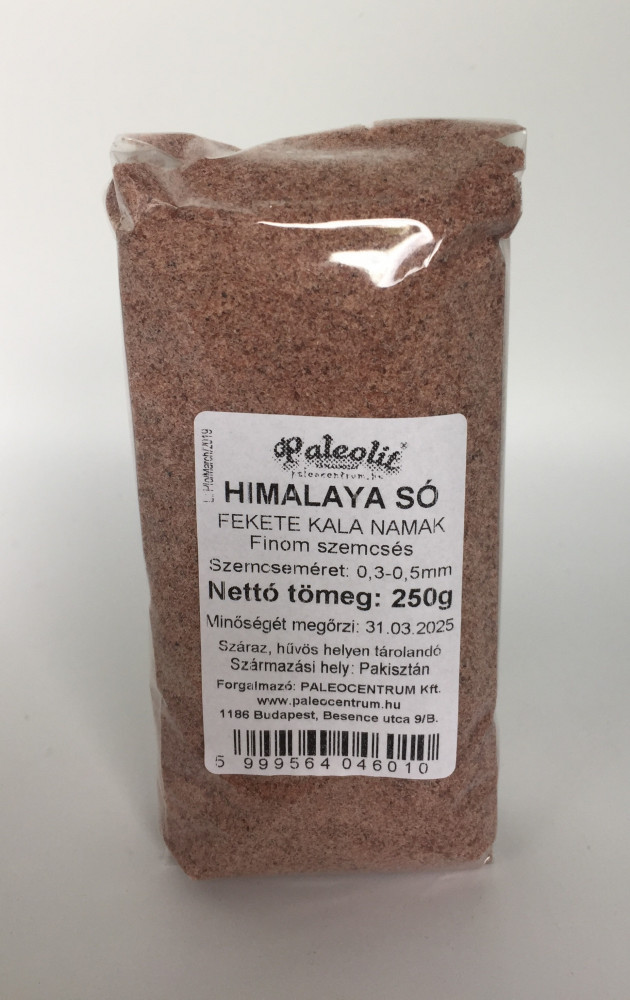 Paleolit
paleocentrum.hu
HIMALAYA SÓ
FEKETE KALA NAMAK
Finom szemcsés
Szemcseméret: 0,3-0,5mm
Nettó tömeg: 250g
Minőségét megőrzi: 31.03.2025
Száraz, hűvös helyen tárolandó
Származási hely: Pakisztán
Forgalmazó: PALEOCENTRUM Kft.
www.paleocentrum.hu
1186 Budapest, Besence utca 9/B.
5 999564 046010